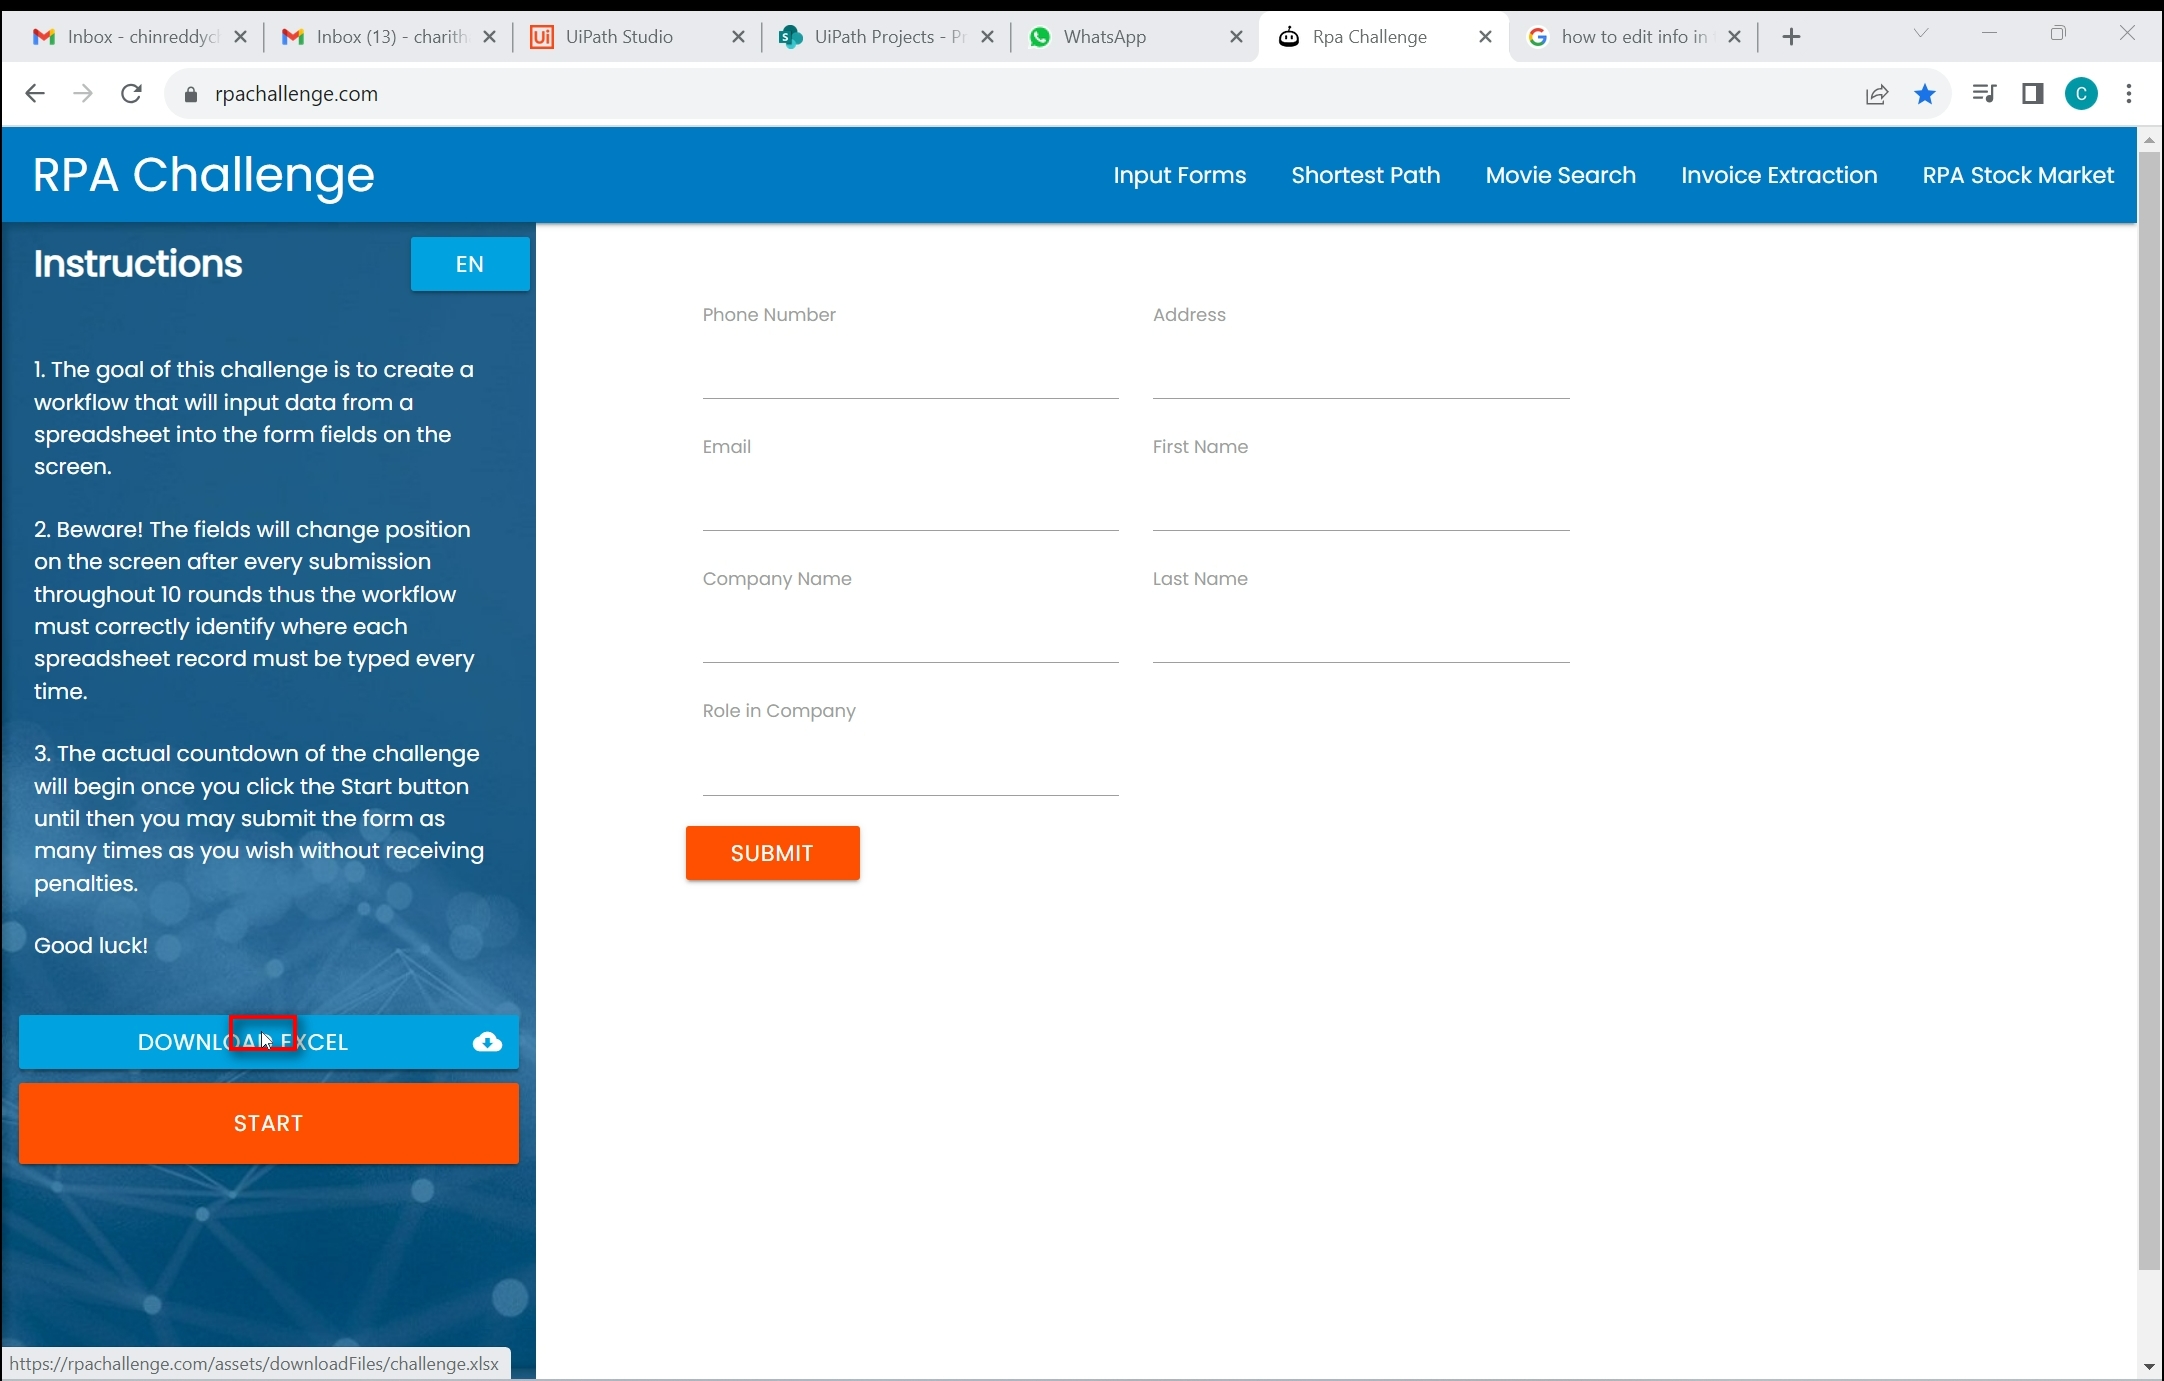 Inbox - chinreddych
Inbox (13) - charith
UiPath Studio
UiPath Projects - Pr
WhatsApp
Rpa Challenge
how to edit info in
rpachallenge.com
C
RPA Challenge
Input Forms
Shortest Path
Movie Search
Invoice Extraction
RPA Stock Market
Instructions
EN
1. The goal of this challenge is to create a
workflow that will input data from a
spreadsheet into the form fields on the
screen.
2. Beware! The fields will change position
on the screen after every submission
throughout 10 rounds thus the workflow
must correctly identify where each
spreadsheet record must be typed every
time.
3. The actual countdown of the challenge
will begin once you click the Start button
until then you may submit the form as
many times as you wish without receiving
penalties.
Good luck!
DOWNLOAD EXCEL
START
Phone Number
Address
Email
First Name
Company Name
Last Name
Role in Company
SUBMIT
https://rpachallenge.com/assets/downloadFiles/challenge.xlsx